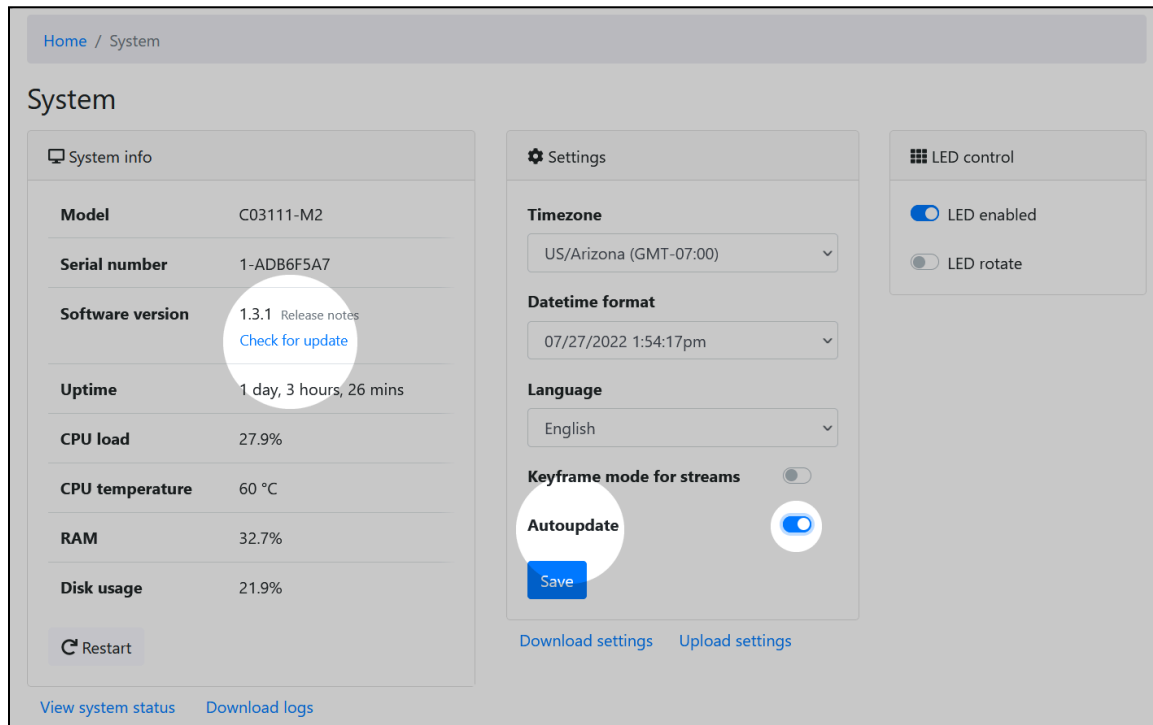 Home / System
System
System info
Model C03111-M2
Serial number 1-ADB6F5A7
Software version 1.3.1 Release notes
Check for update
Uptime 1 day, 3 hours, 26 mins
CPU load 27.9%
CPU temperature 60 °C
RAM 32.7%
Disk usage 21.9%
Restart
View system status Download logs
Settings
Timezone
US/Arizona (GMT-07:00)
Datetime format
07/27/2022 1:54:17pm
Language
English
Keyframe mode for streams
Autoupdate
Save
Download settings Upload settings
LED control
LED enabled
LED rotate